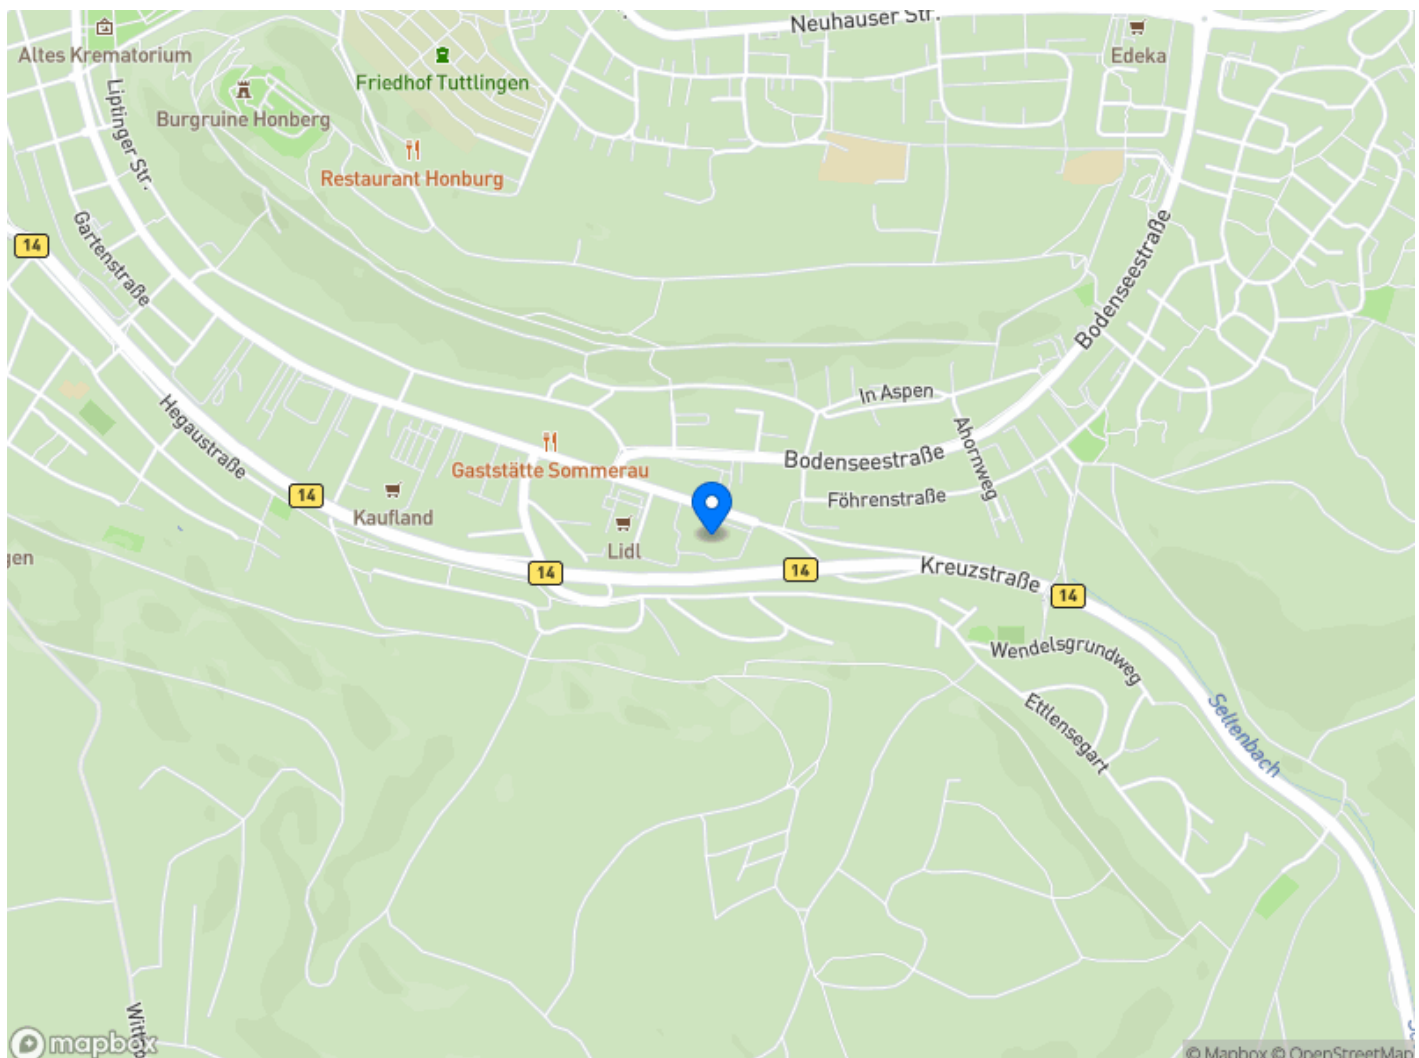 Neuhauser Str.
Edeka
Altes Krematorium
Friedhof Tuttlingen
Liptinger Str.
Burgruine Honberg
Restaurant Honburg
14
Gartenstraße
Bodenseestraße
In Aspen
Hegaustraße
Ahornweg
Gaststätte Sommerau
Bodenseestraße
14
Föhrenstraße
Kaufland
Lidl
gen
14
14
Kreuzstraße
14
Wendelsgrundweg
Ettlensegart
Seltenbach
mapbox
© Mapbox © OpenStreetMap